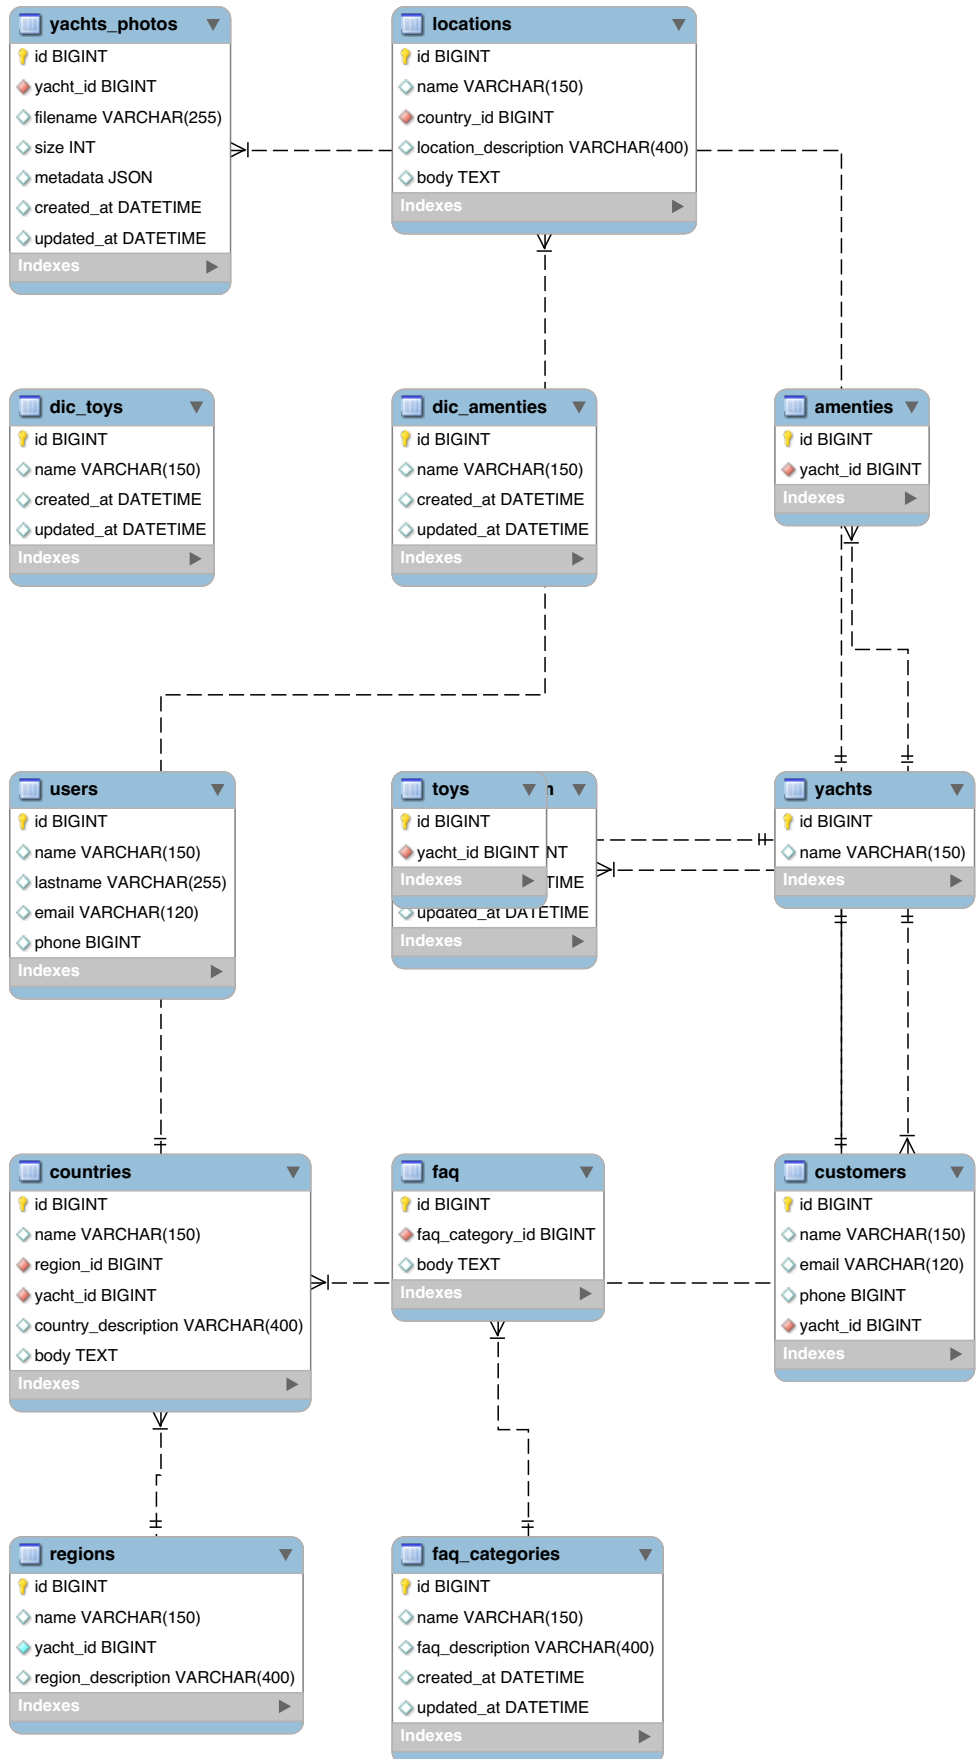 yachts_photos
id BIGINT
yacht_id BIGINT
filename VARCHAR(255)
size INT
metadata JSON
created_at DATETIME
updated_at DATETIME
Indexes
locations
id BIGINT
name VARCHAR(150)
country_id BIGINT
location_description VARCHAR(400)
body TEXT
Indexes
dic_toys
id BIGINT
name VARCHAR(150)
created_at DATETIME
updated_at DATETIME
Indexes
dic_amenties
id BIGINT
name VARCHAR(150)
created_at DATETIME
updated_at DATETIME
Indexes
amenties
id BIGINT
yacht_id BIGINT
Indexes
users
id BIGINT
name VARCHAR(150)
lastname VARCHAR(255)
email VARCHAR(120)
phone BIGINT
Indexes
toys
id BIGINT
yacht_id BIGINT
Indexes
updated_at DATETIME
Indexes
yachts
id BIGINT
name VARCHAR(150)
Indexes
countries
id BIGINT
name VARCHAR(150)
region_id BIGINT
yacht_id BIGINT
country_description VARCHAR(400)
body TEXT
Indexes
faq
id BIGINT
faq_category_id BIGINT
body TEXT
Indexes
customers
id BIGINT
name VARCHAR(150)
email VARCHAR(120)
phone BIGINT
yacht_id BIGINT
Indexes
regions
id BIGINT
name VARCHAR(150)
yacht_id BIGINT
region_description VARCHAR(400)
Indexes
faq_categories
id BIGINT
name VARCHAR(150)
faq_description VARCHAR(400)
created_at DATETIME
updated_at DATETIME
Indexes